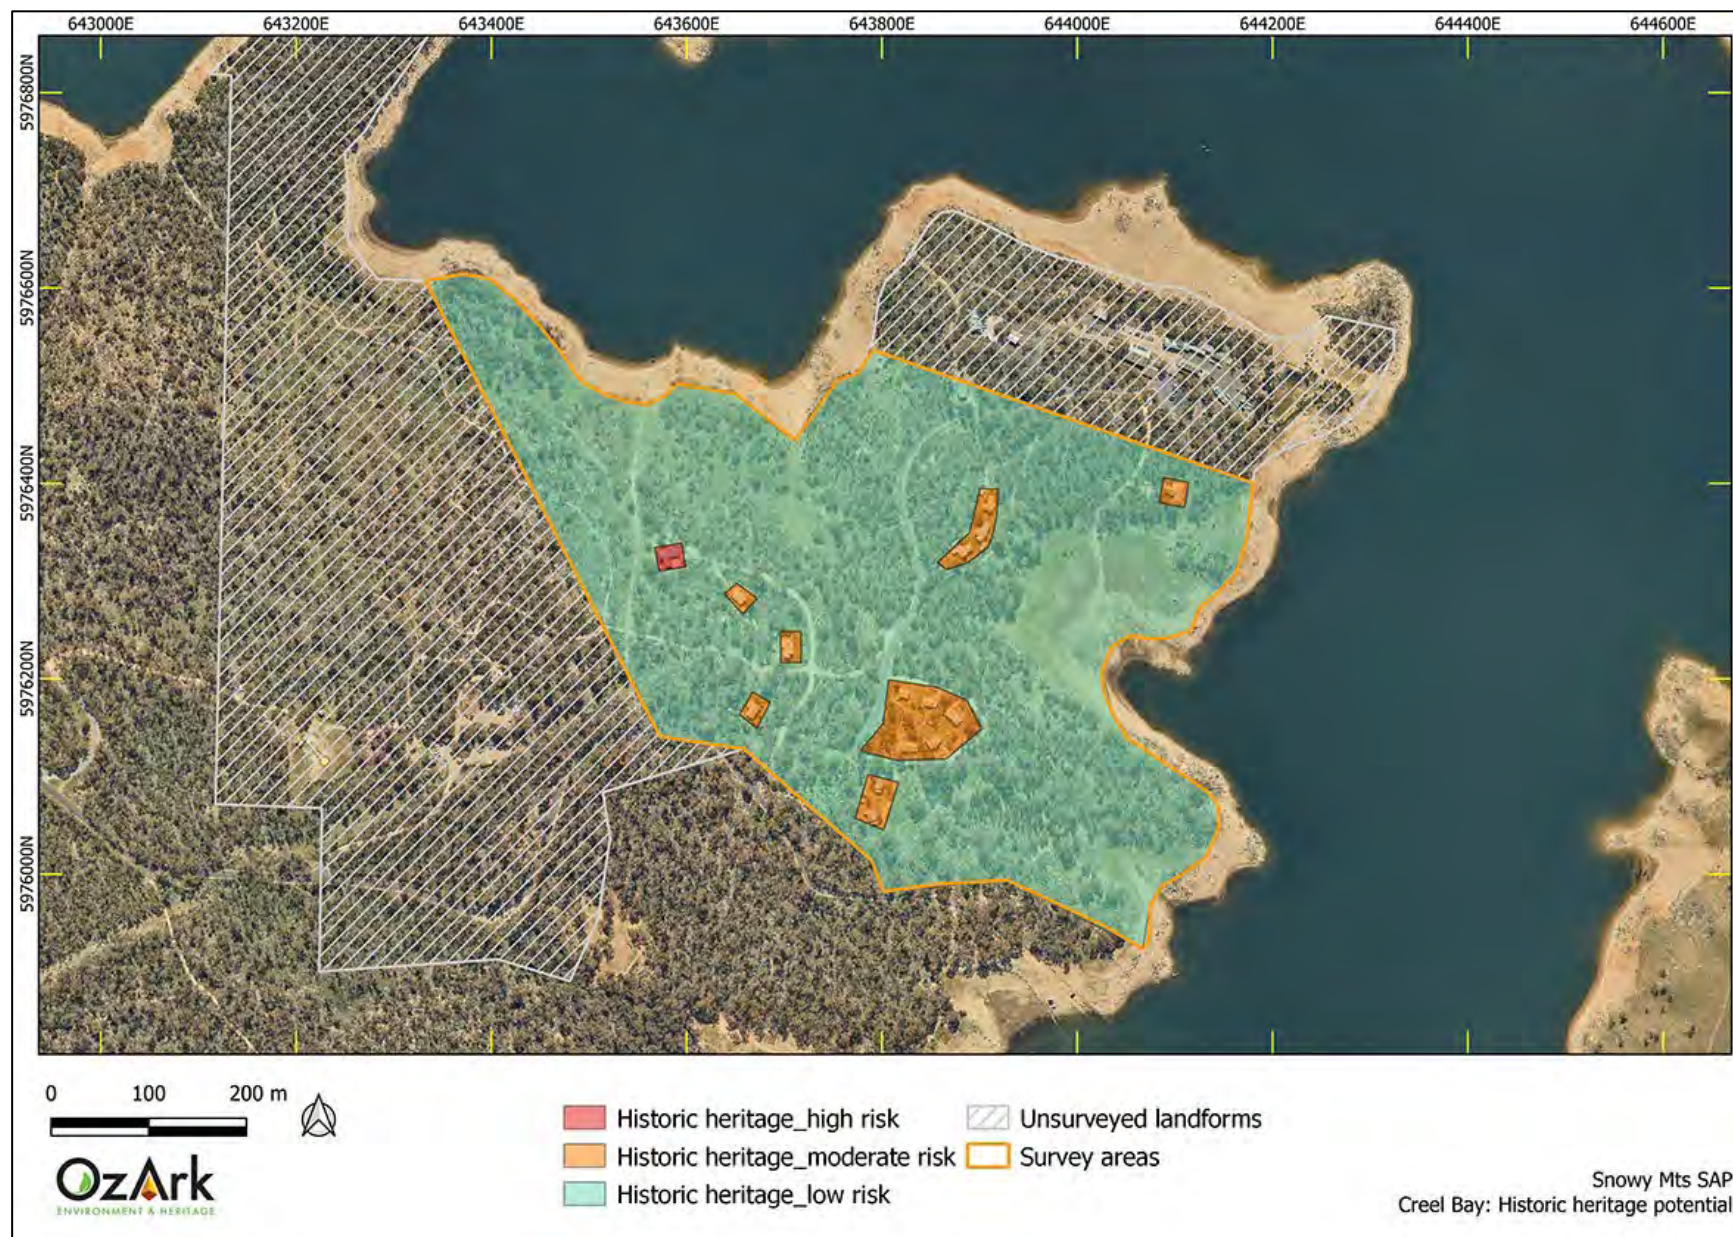 643000E 643200E 643400E 643600E 643800E 644000E 644200E 644400E 644600E
5976800N
5976600N
5976400N
5976200N
5976000N
0 100 200 m
OzArk
ENVIRONMENT & HERITAGE
Historic heritage_high risk
Historic heritage_moderate risk
Historic heritage_low risk
Unsurveyed landforms
Survey areas
Snowy Mts SAP
Creel Bay: Historic heritage potential